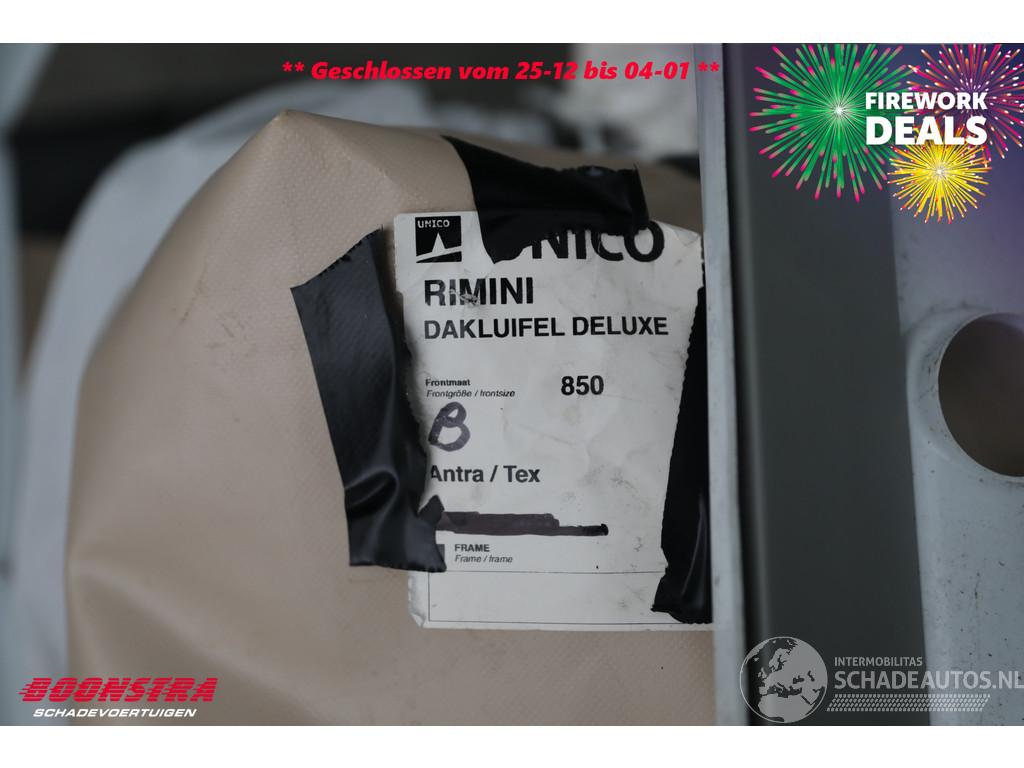 ** Geschlossen vom 25-12 bis 04-01 **
FIREWORK
DEALS
UNICO
UNICO
RIMINI
DAKLUIFEL DELUXE
Frontmaat
Frontgröße / frontsize
850
B
Antra / Tex
FRAME
Frame / frame
BOONSTRA
SCHADEVOERTUIGEN
INTERMOBILITAS
SCHADEAUTOS.NL